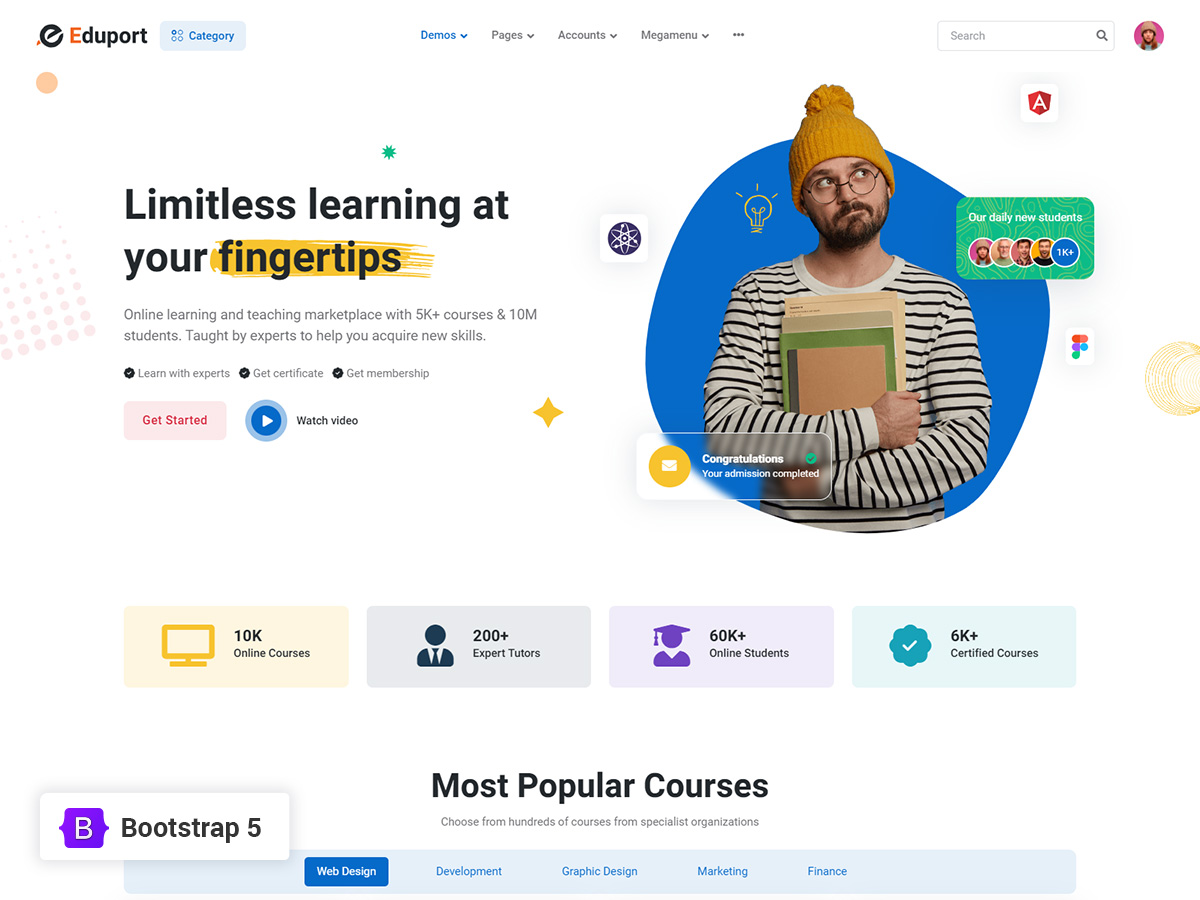 Eduport
Category
Demos
Pages
Accounts
Megamenu
Search
Limitless learning at
your fingertips
Online learning and teaching marketplace with 5K+ courses & 10M
students. Taught by experts to help you acquire new skills.
Learn with experts
Get certificate
Get membership
Get Started
Watch video
Our daily new students
1K+
Congratulations
Your admission completed
10K
Online Courses
200+
Expert Tutors
60K+
Online Students
6K+
Certified Courses
Most Popular Courses
Choose from hundreds of courses from specialist organizations
B Bootstrap 5
Web Design
Development
Graphic Design
Marketing
Finance